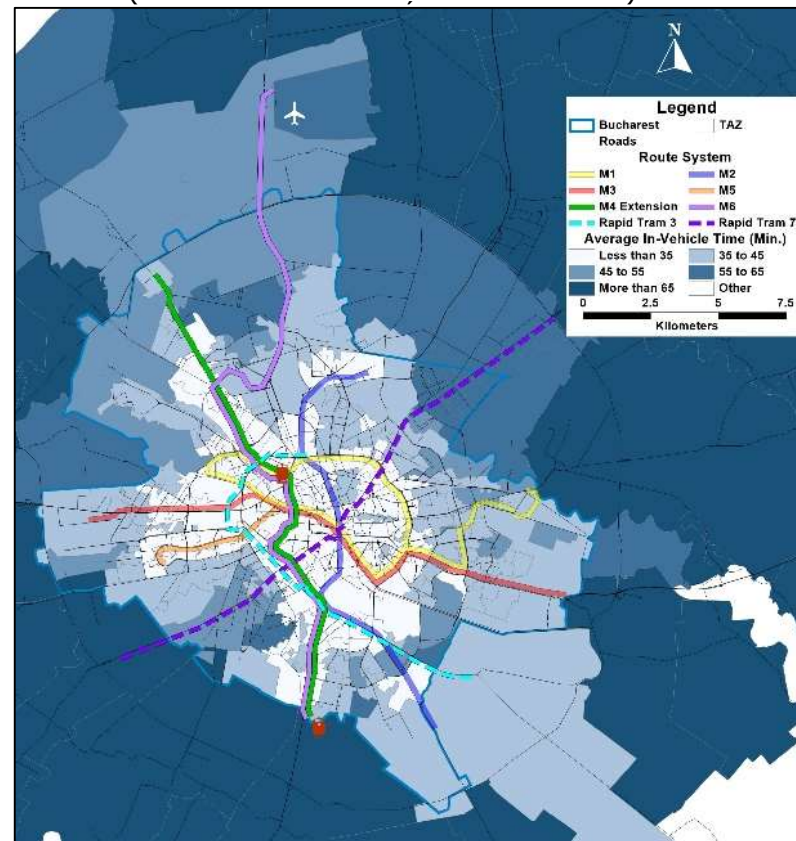 N
Legend
Bucharest TAZ
Roads
Route System
M1 M2
M3 M5
M4 Extension M6
Rapid Tram 3 Rapid Tram 7
Average In-Vehicle Time (Min.)
Less than 35 35 to 45
45 to 55 55 to 65
More than 65 Other
0 2.5 5 7.5
Kilometers